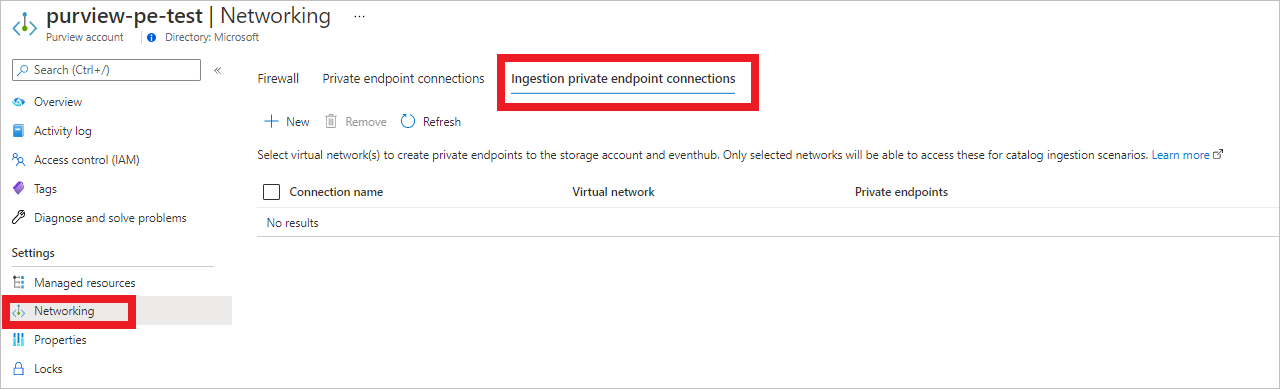 purview-pe-test | Networking ...
Purview account Directory: Microsoft
Search (Ctrl+/) «
Overview
Activity log
Access control (IAM)
Tags
Diagnose and solve problems
Settings
Managed resources
Networking
Properties
Locks
Firewall Private endpoint connections Ingestion private endpoint connections
New Remove Refresh
Select virtual network(s) to create private endpoints to the storage account and eventhub. Only selected networks will be able to access these for catalog ingestion scenarios. Learn more
Connection name Virtual network Private endpoints
No results